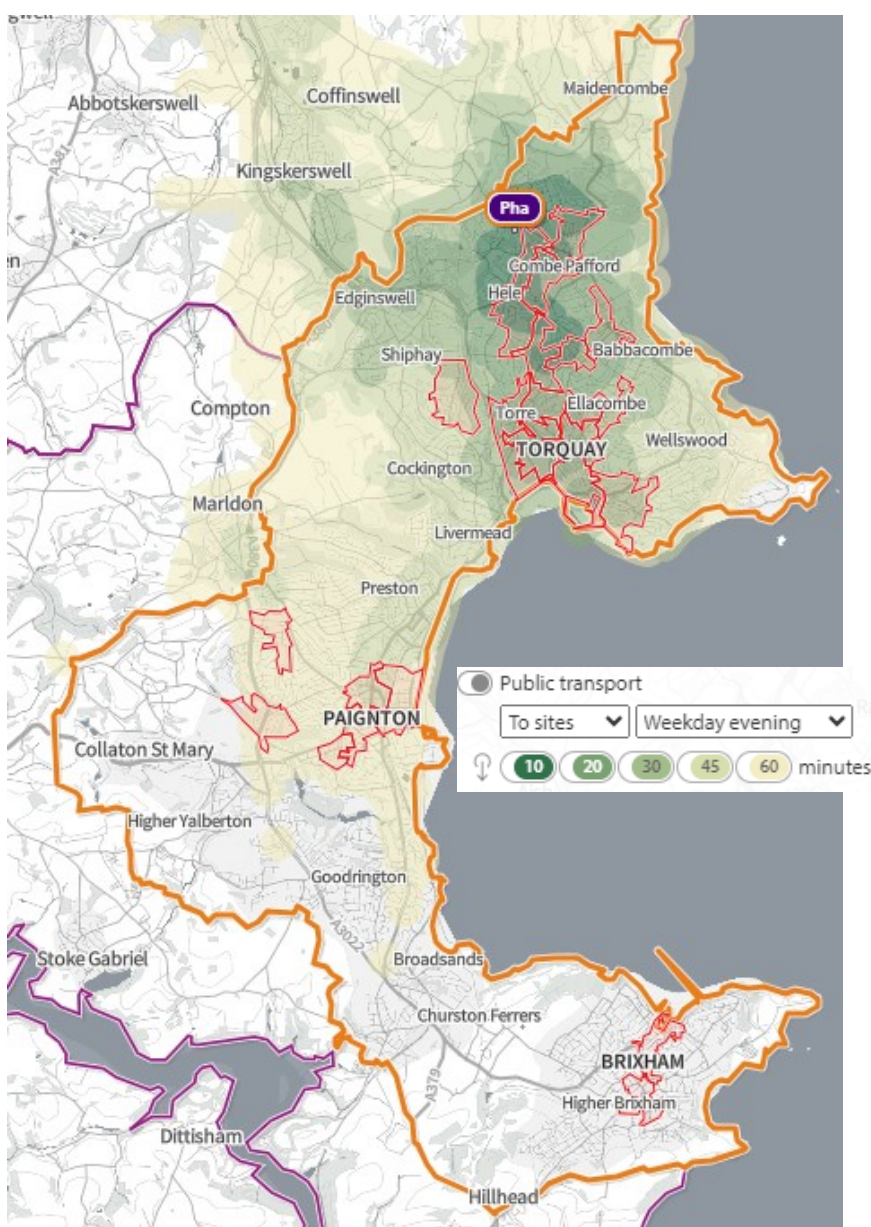 Abbotskerswell
Coffinswell
Maidencombe
A381
Kingskerswell
Pha
Combe Pafford
Hele
Edginswell
Shiphay
Babbacombe
Compton
Torre
Ellacombe
TORQUAY
Wellswood
Cockington
Marldon
Livermead
Preston
Public transport
To sites
Weekday evening
PAIGNTON
Collaton St Mary
10 20 30 45 60 minutes
Higher Yalberton
Goodrington
A3022
Stoke Gabriel
Broadsands
Churston Ferrers
BRIXHAM
A379
Higher Brixham
Dittisham
Hillhead